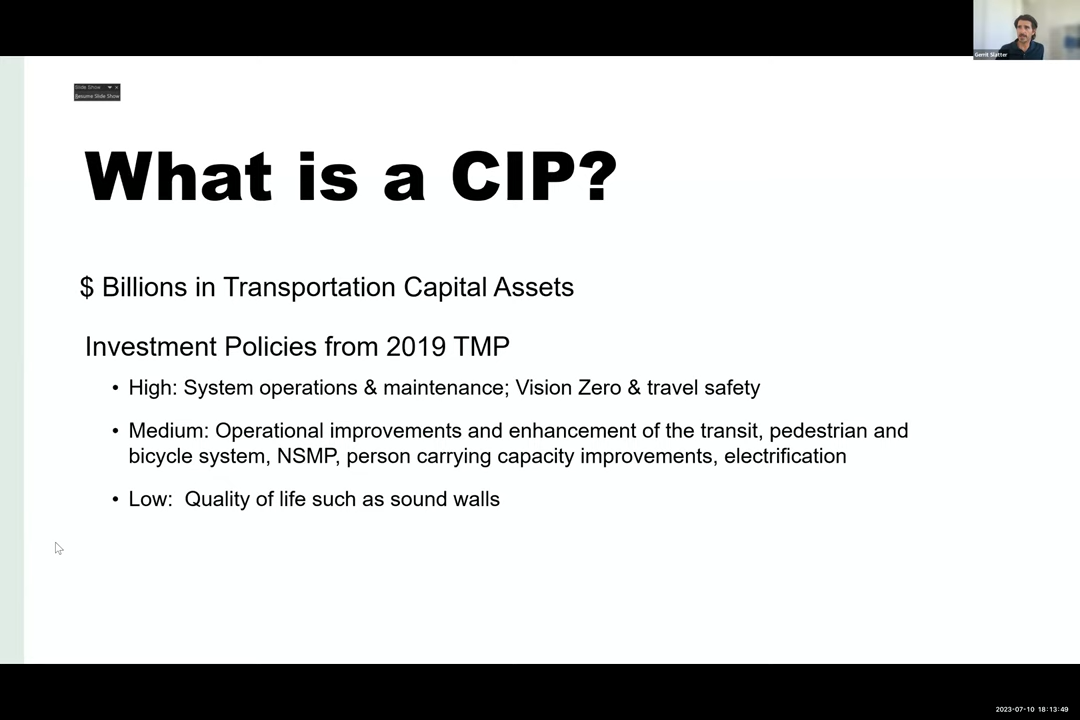 Gerrit Slatter
Slide Show
Resume Slide Show
What is a CIP?
$ Billions in Transportation Capital Assets
Investment Policies from 2019 TMP
• High: System operations & maintenance; Vision Zero & travel safety
• Medium: Operational improvements and enhancement of the transit, pedestrian and
bicycle system, NSMP, person carrying capacity improvements, electrification
• Low:  Quality of life such as sound walls
2023-07-10 18:13:49